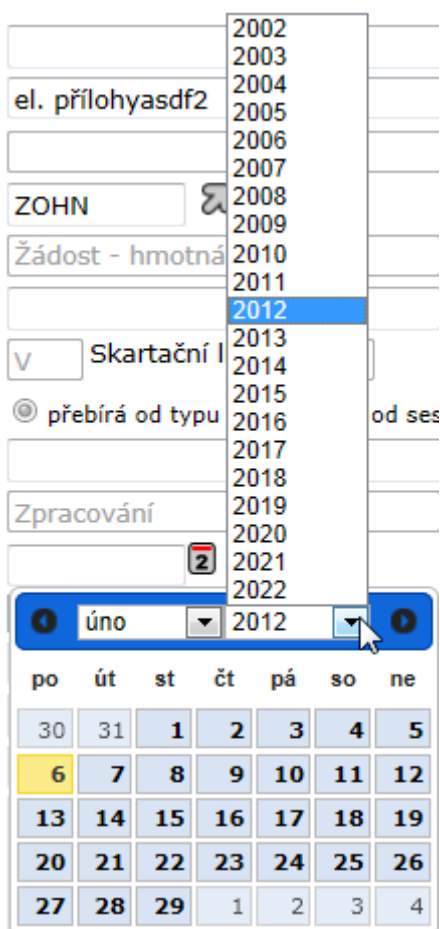 2002
2003
el. přílohyasdf2 2004
2005
2006
2007
ZOHN 2008
2009
Žádost - hmotná 2010
2011
2012
2013
V Skartační l 2014
2015
přebírá od typu 2016 od ses
2017
2018
Zpracování 2019
2020
2 2021
2022
úno 2012
po út st čt pá so ne
30 31 1 2 3 4 5
6 7 8 9 10 11 12
13 14 15 16 17 18 19
20 21 22 23 24 25 26
27 28 29 1 2 3 4